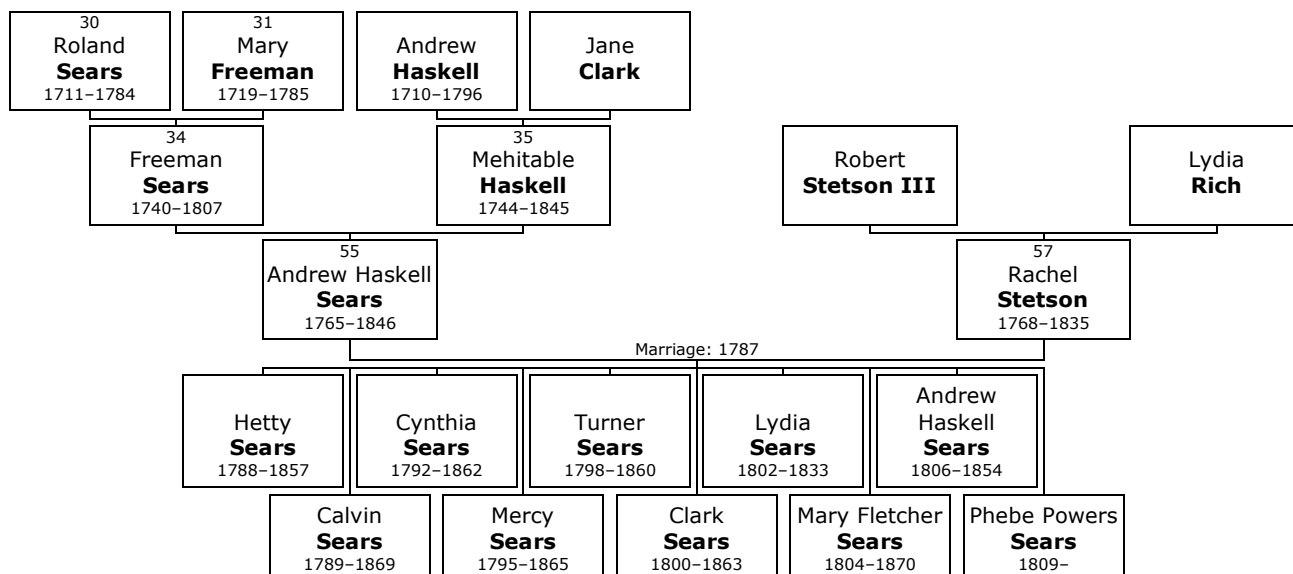 30
Roland
Sears
1711–1784
31
Mary
Freeman
1719–1785
Andrew
Haskell
1710–1796
Jane
Clark
34
Freeman
Sears
1740–1807
35
Mehitable
Haskell
1744–1845
Robert
Stetson III
Lydia
Rich
55
Andrew Haskell
Sears
1765–1846
57
Rachel
Stetson
1768–1835
Marriage: 1787
Hetty
Sears
1788–1857
Cynthia
Sears
1792–1862
Turner
Sears
1798–1860
Lydia
Sears
1802–1833
Andrew
Haskell
Sears
1806–1854
Calvin
Sears
1789–1869
Mercy
Sears
1795–1865
Clark
Sears
1800–1863
Mary Fletcher
Sears
1804–1870
Phebe Powers
Sears
1809–